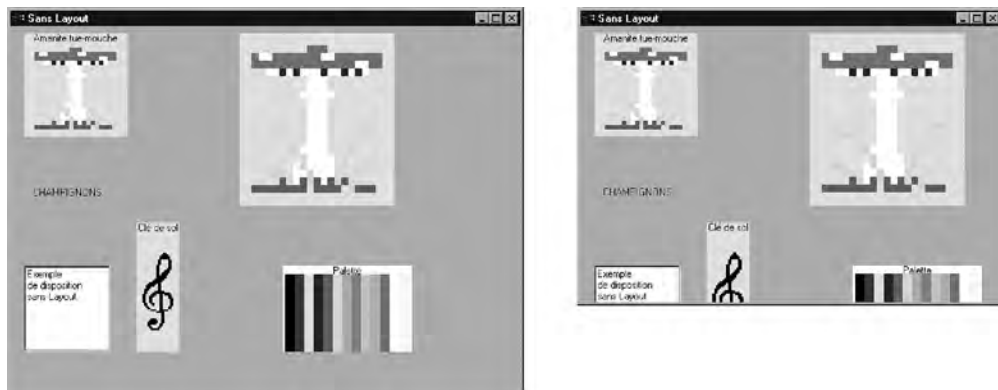 Sans Layout
Amanite tue-mouche
CHAMPIGNONS
Clé de sol
Exemple
de disposition
sans Layout
Palette
Sans Layout
Amanite tue-mouche
CHAMPIGNONS
Clé de sol
Exemple
de disposition
sans Layout
Palette